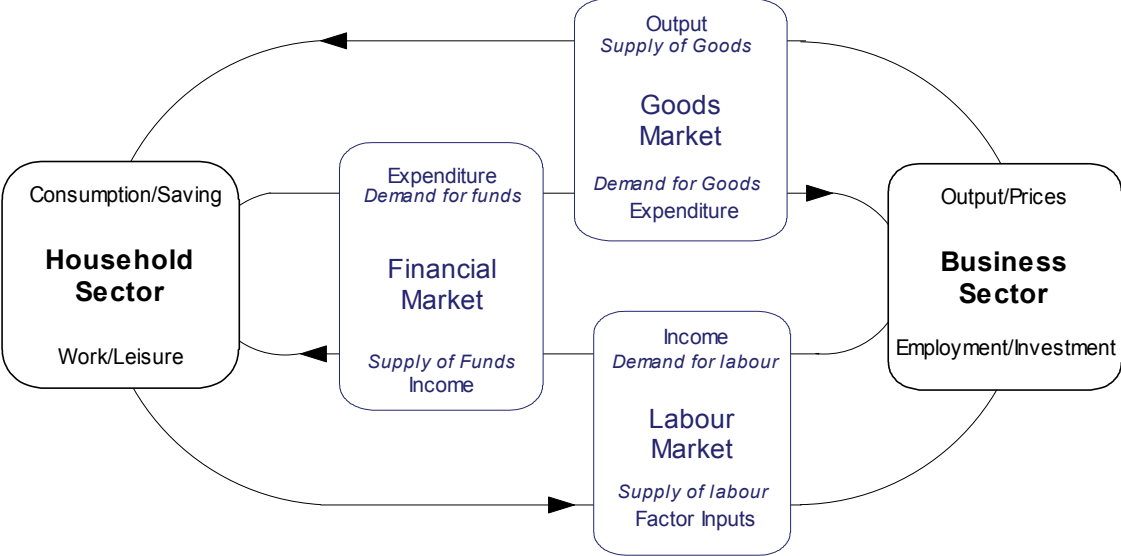 Output
Supply of Goods
Goods
Market
Demand for Goods
Expenditure
Consumption/Saving
Household
Sector
Work/Leisure
Expenditure
Demand for funds
Financial
Market
Supply of Funds
Income
Output/Prices
Business
Sector
Employment/Investment
Income
Demand for labour
Labour
Market
Supply of labour
Factor Inputs